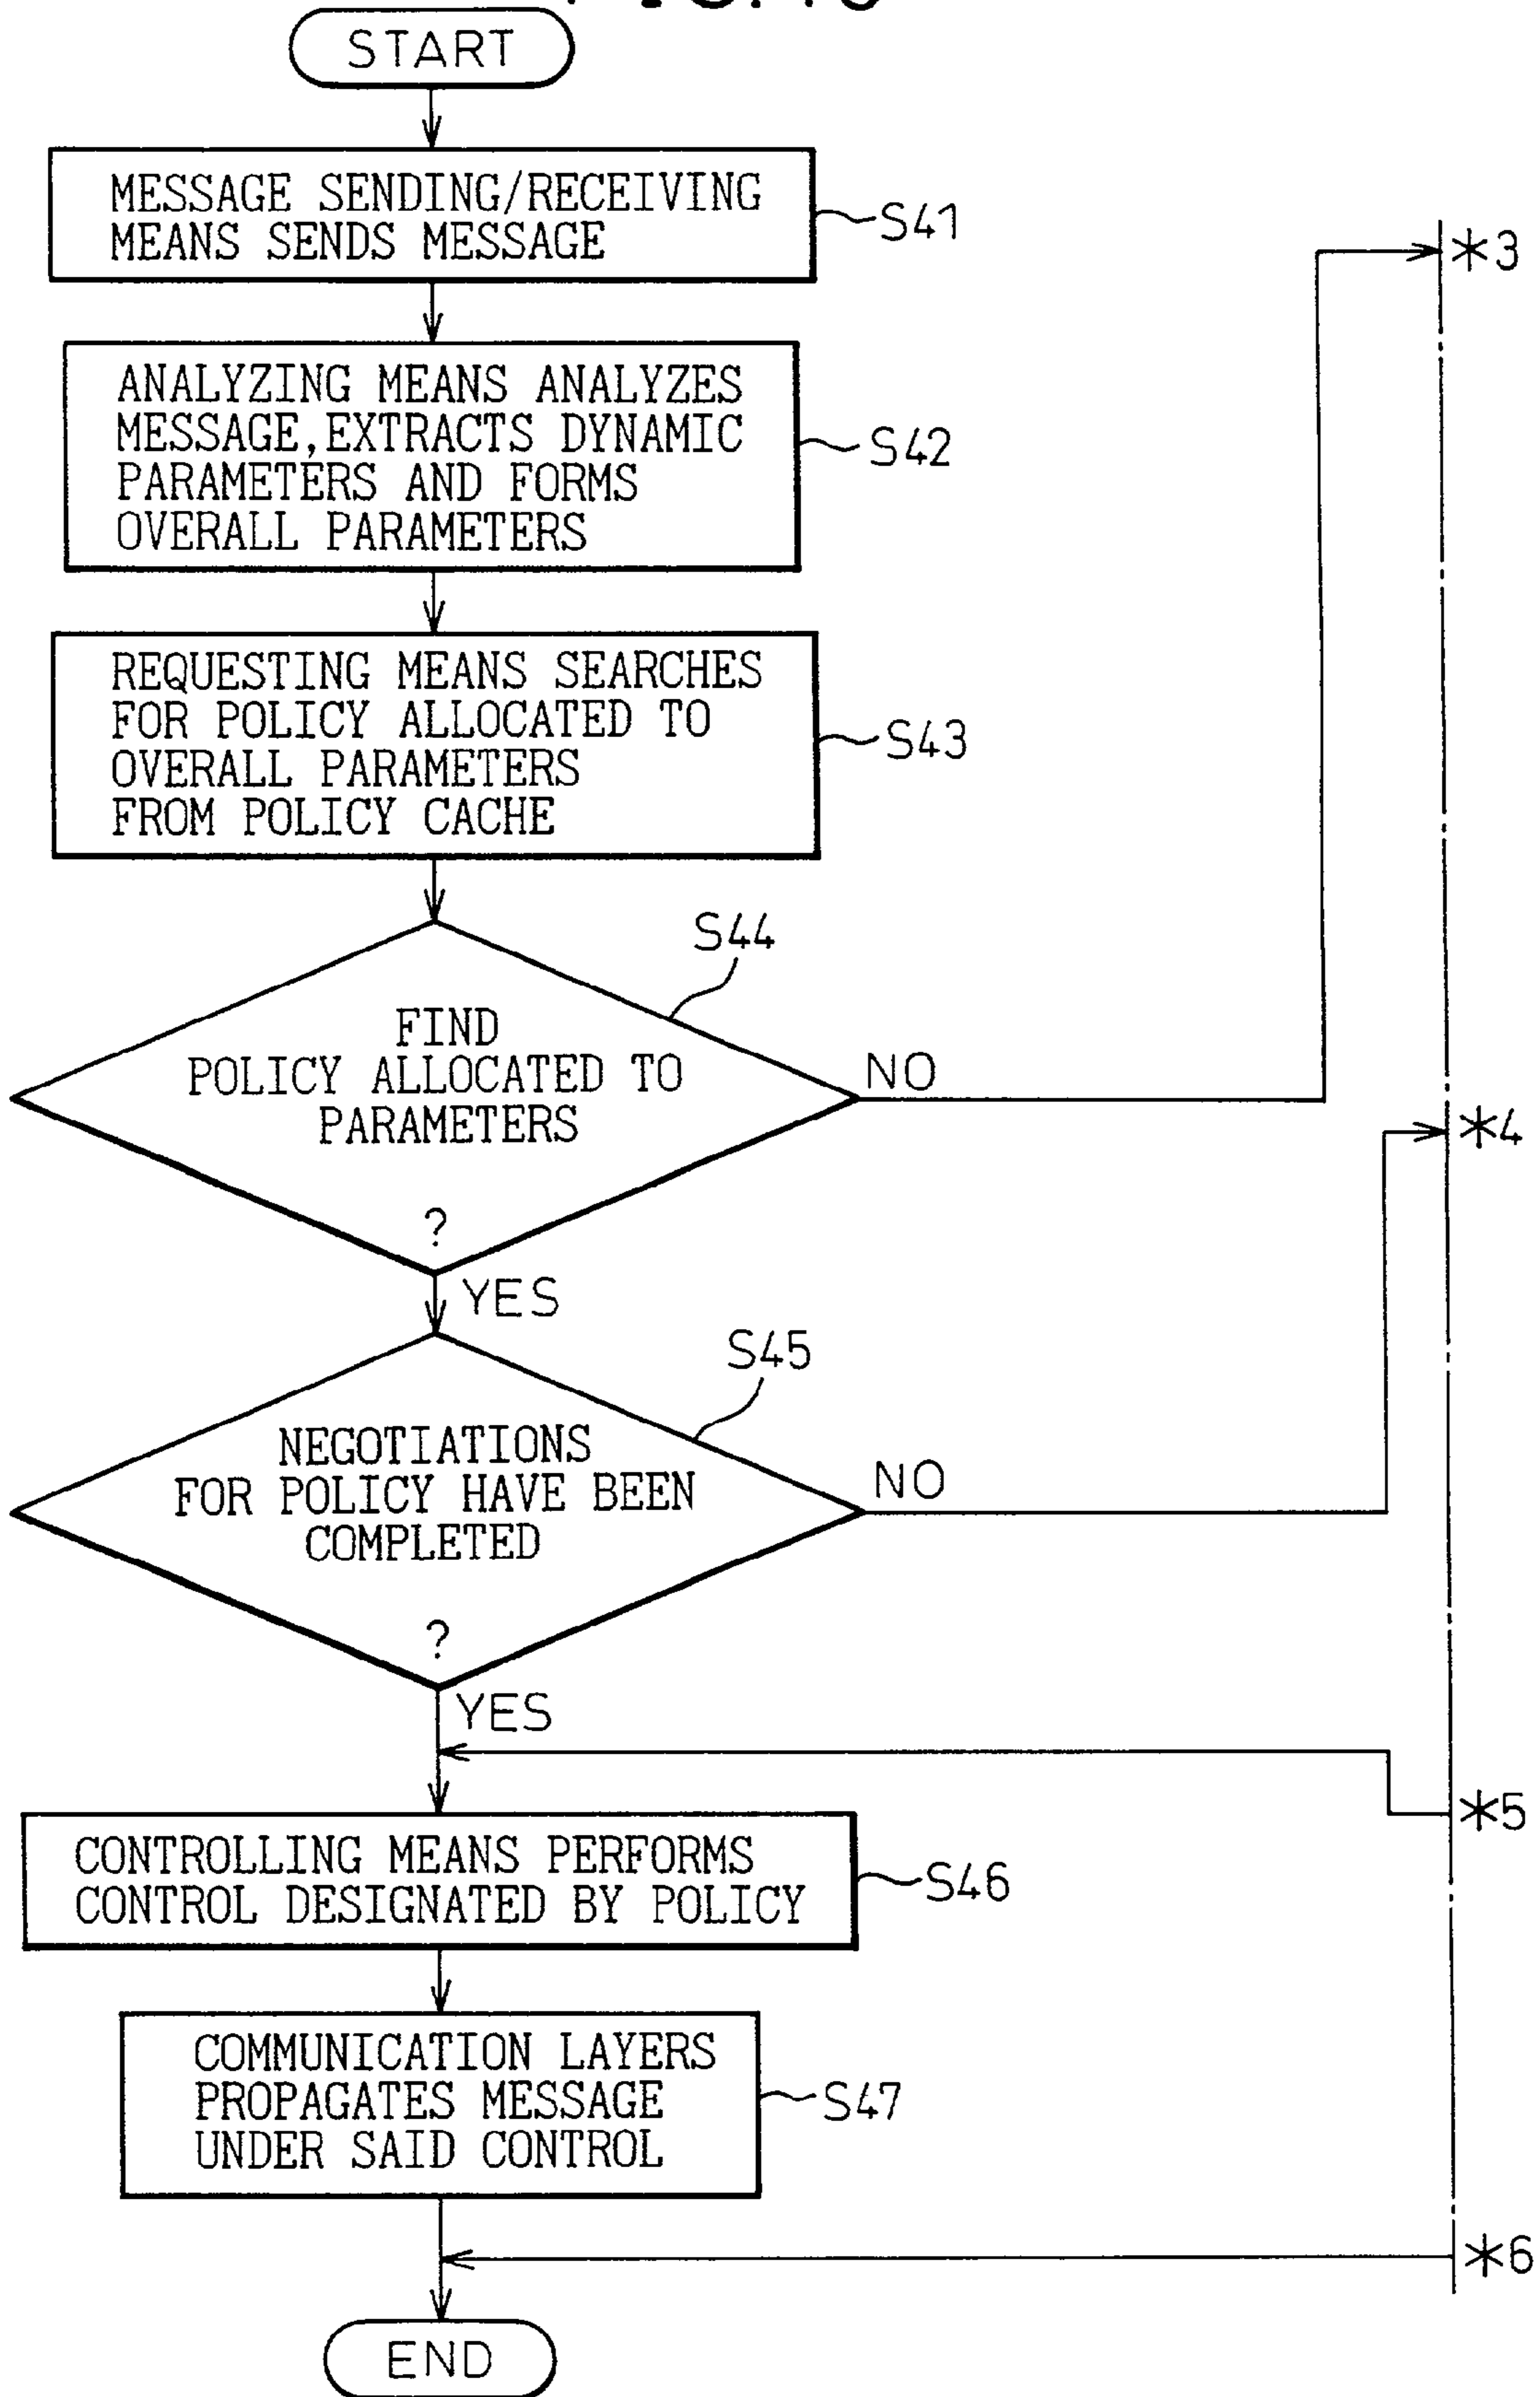 START
MESSAGE SENDING/RECEIVING
MEANS SENDS MESSAGE
S41
*3
ANALYZING MEANS ANALYZES
MESSAGE, EXTRACTS DYNAMIC
PARAMETERS AND FORMS
OVERALL PARAMETERS
S42
REQUESTING MEANS SEARCHES
FOR POLICY ALLOCATED TO
OVERALL PARAMETERS
FROM POLICY CACHE
S43
S44
FIND
POLICY ALLOCATED TO
PARAMETERS
?
NO
*4
YES
S45
NEGOTIATIONS
FOR POLICY HAVE BEEN
COMPLETED
?
NO
YES
*5
CONTROLLING MEANS PERFORMS
CONTROL DESIGNATED BY POLICY
S46
COMMUNICATION LAYERS
PROPAGATES MESSAGE
UNDER SAID CONTROL
S47
*6
END